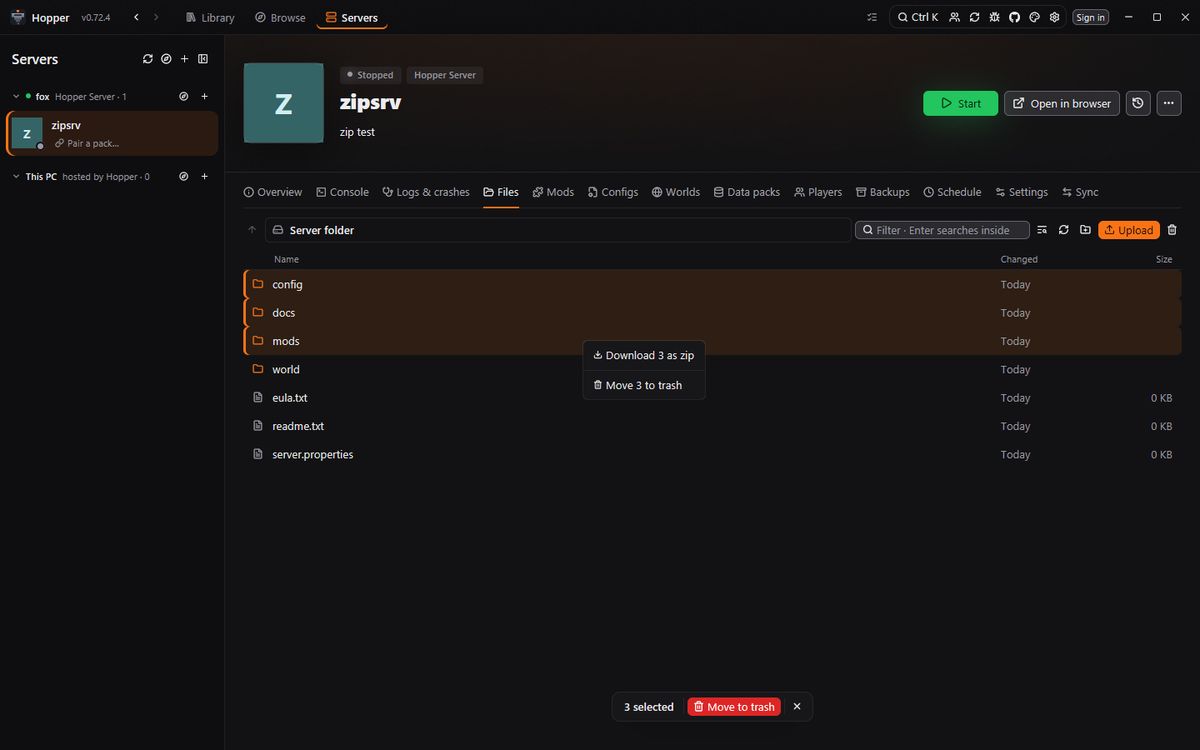 Hopper v0.72.4 Library Browse Servers Ctrl K Sign in
Servers
fox Hopper Server · 1
Z zipsrv
Pair a pack...
This PC hosted by Hopper · 0
Z
Stopped Hopper Server
zipsrv
zip test
Start Open in browser
Overview Console Logs & crashes Files Mods Configs Worlds Data packs Players Backups Schedule Settings Sync
Server folder Filter · Enter searches inside Upload
Name Changed Size
config Today
docs Today
mods Today
Download 3 as zip
world Today
Move 3 to trash
eula.txt Today 0 KB
readme.txt Today 0 KB
server.properties Today 0 KB
3 selected Move to trash